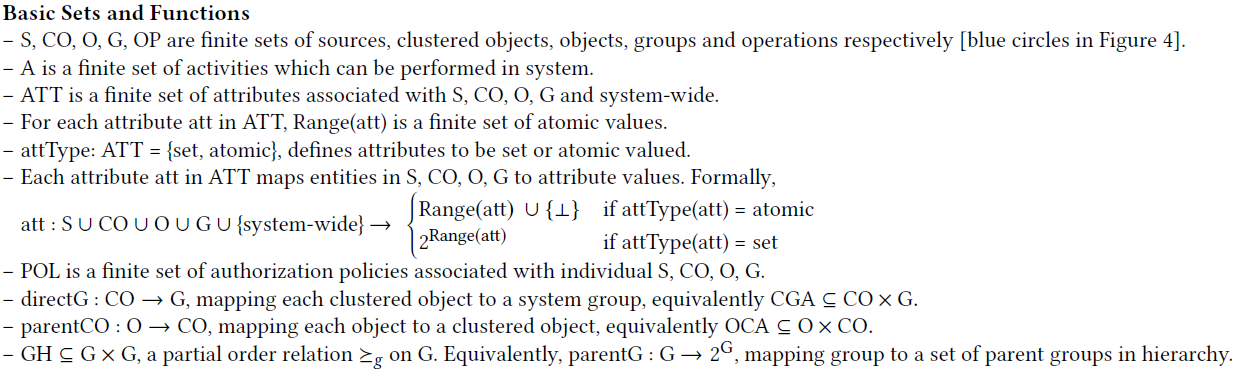 Basic Sets and Functions
– S, CO, O, G, OP are finite sets of sources, clustered objects, objects, groups and operations respectively [blue circles in Figure 4].
– A is a finite set of activities which can be performed in system.
– ATT is a finite set of attributes associated with S, CO, O, G and system-wide.
– For each attribute att in ATT, Range(att) is a finite set of atomic values.
– attType: ATT = {set, atomic}, defines attributes to be set or atomic valued.
– Each attribute att in ATT maps entities in S, CO, O, G to attribute values. Formally,
att : S ∪ CO ∪ O ∪ G ∪ {system-wide} → { Range(att) ∪ {⊥} if attType(att) = atomic
2^Range(att) if attType(att) = set
– POL is a finite set of authorization policies associated with individual S, CO, O, G.
– directG : CO → G, mapping each clustered object to a system group, equivalently CGA ⊆ CO × G.
– parentCO : O → CO, mapping each object to a clustered object, equivalently OCA ⊆ O × CO.
– GH ⊆ G × G, a partial order relation ⪰_g on G. Equivalently, parentG : G → 2^G, mapping group to a set of parent groups in hierarchy.